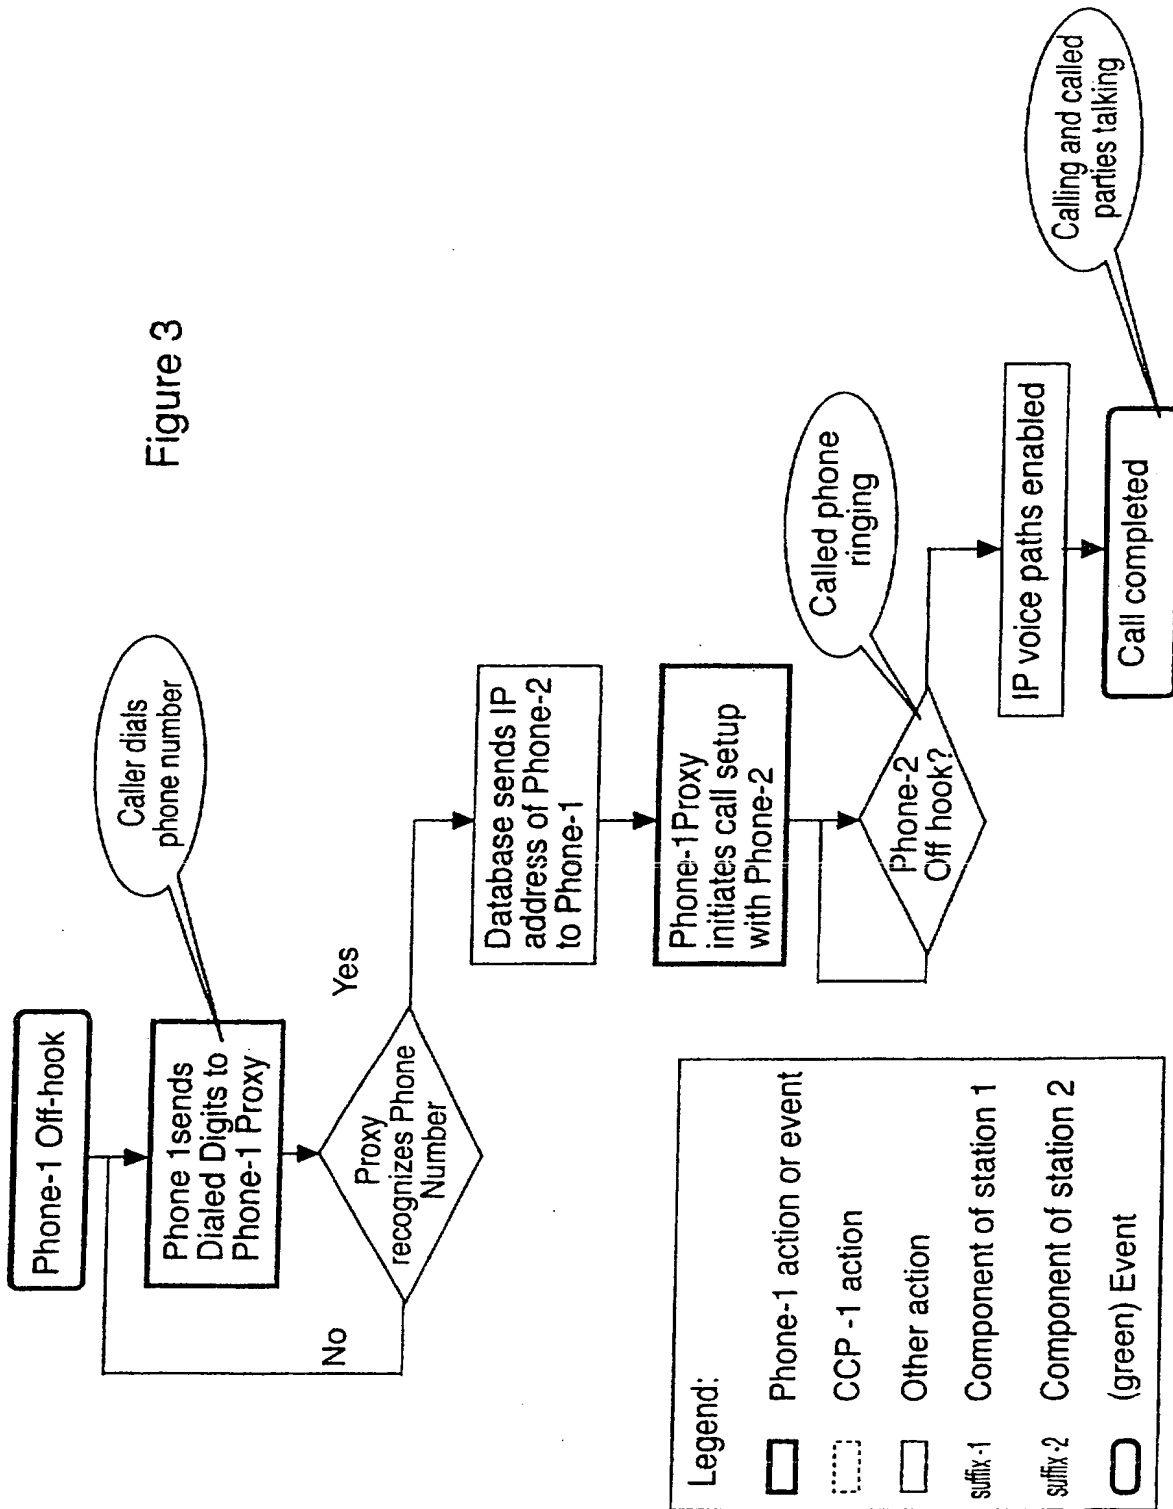 Figure 3
Phone-1 Off-hook
Caller dials
phone number
Phone 1sends
Dialed Digits to
Phone-1 Proxy
Proxy
recognizes Phone
Number
No
Yes
Database sends IP
address of Phone-2
to Phone-1
Phone-1Proxy
initiates call setup
with Phone-2
Called phone
ringing
Phone-2
Off hook?
IP voice paths enabled
Calling and called
parties talking
Call completed
Legend:
Phone-1 action or event
CCP -1 action
Other action
suffix -1 Component of station 1
suffix -2 Component of station 2
(green) Event